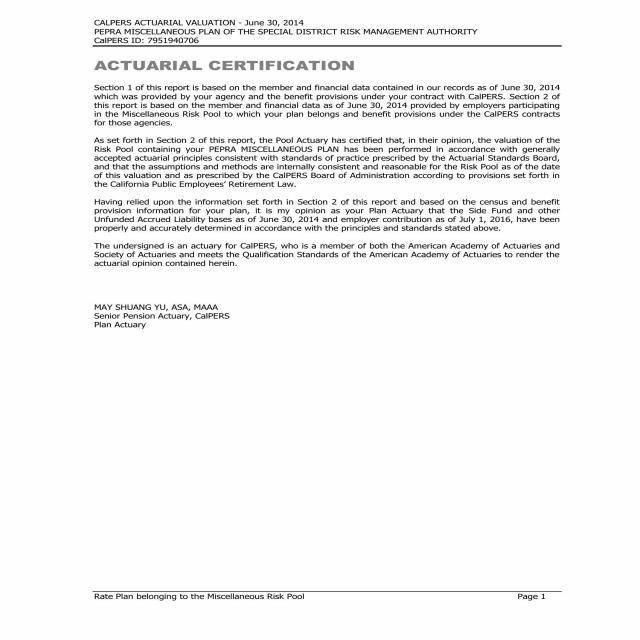 CALPERS ACTUARIAL VALUATION - June 30, 2014
PEPRA MISCELLANEOUS PLAN OF THE SPECIAL DISTRICT RISK MANAGEMENT AUTHORITY
CalPERS ID: 7951940706
ACTUARIAL CERTIFICATION
Section 1 of this report is based on the member and financial data contained in our records as of June 30, 2014
which was provided by your agency and the benefit provisions under your contract with CalPERS. Section 2 of
this report is based on the member and financial data as of June 30, 2014 provided by employers participating
in the Miscellaneous Risk Pool to which your plan belongs and benefit provisions under the CalPERS contracts
for those agencies.
As set forth in Section 2 of this report, the Pool Actuary has certified that, in their opinion, the valuation of the
Risk Pool containing your PEPRA MISCELLANEOUS PLAN has been performed in accordance with generally
accepted actuarial principles consistent with standards of practice prescribed by the Actuarial Standards Board,
and that the assumptions and methods are internally consistent and reasonable for the Risk Pool as of the date
of this valuation and as prescribed by the CalPERS Board of Administration according to provisions set forth in
the California Public Employees' Retirement Law.
Having relied upon the information set forth in Section 2 of this report and based on the census and benefit
provision information for your plan, it is my opinion as your Plan Actuary that the Side Fund and other
Unfunded Accrued Liability bases as of June 30, 2014 and employer contribution as of July 1, 2016, have been
properly and accurately determined in accordance with the principles and standards stated above.
The undersigned is an actuary for CalPERS, who is a member of both the American Academy of Actuaries and
Society of Actuaries and meets the Qualification Standards of the American Academy of Actuaries to render the
actuarial opinion contained herein.
MAY SHUANG YU, ASA, MAAA
Senior Pension Actuary, CalPERS
Plan Actuary
Rate Plan belonging to the Miscellaneous Risk Pool Page 1